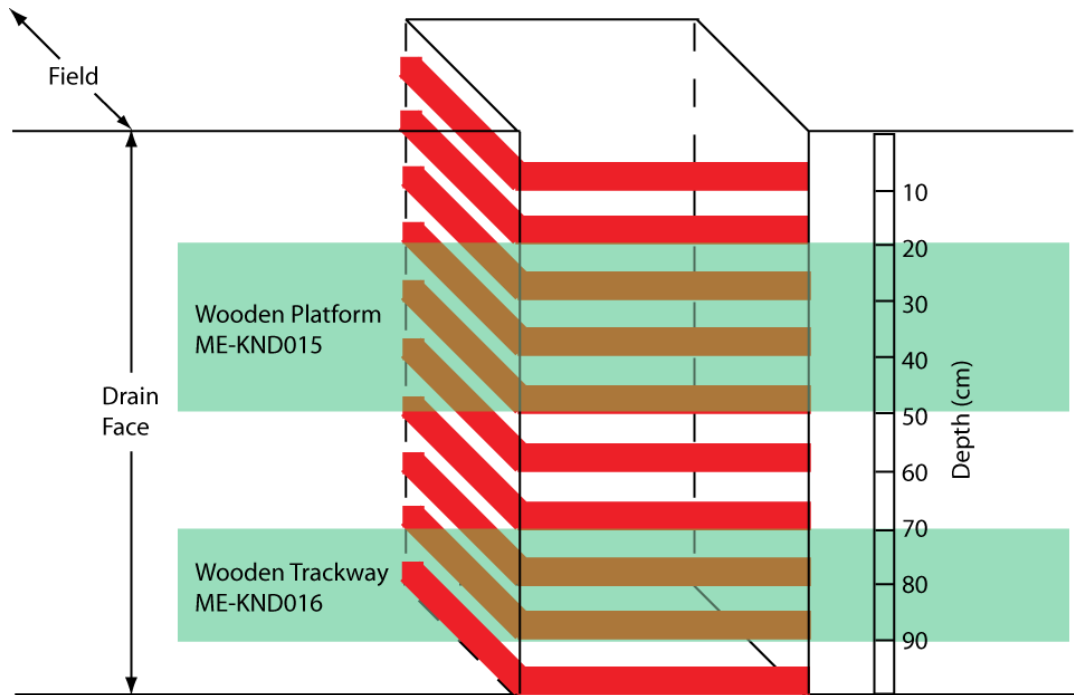 Field
10
20
30
40
50
60
70
80
90
Depth (cm)
Wooden Platform
ME-KND015
Drain
Face
Wooden Trackway
ME-KND016